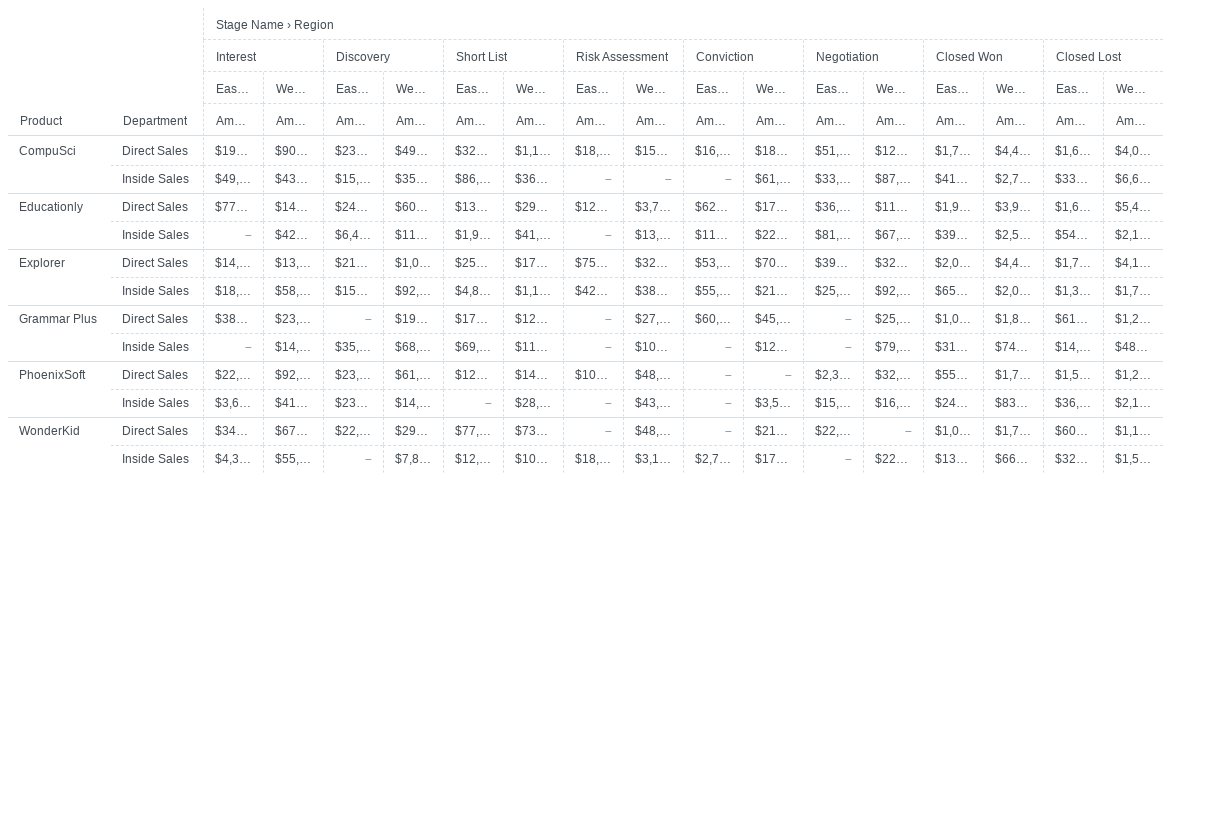 Stage Name › Region
Interest Discovery Short List Risk Assessment Conviction Negotiation Closed Won Closed Lost
Eas... We... Eas... We... Eas... We... Eas... We... Eas... We... Eas... We... Eas... We... Eas... We...
Product Department Am... Am... Am... Am... Am... Am... Am... Am... Am... Am... Am... Am... Am... Am... Am... Am...
CompuSci Direct Sales $19... $90... $23... $49... $32... $1,1... $18,... $15... $16,... $18... $51,... $12... $1,7... $4,4... $1,6... $4,0...
Inside Sales $49,... $43... $15,... $35... $86,... $36... – – – $61,... $33,... $87,... $41... $2,7... $33... $6,6...
Educationly Direct Sales $77... $14... $24... $60... $13... $29... $12... $3,7... $62... $17... $36,... $11... $1,9... $3,9... $1,6... $5,4...
Inside Sales – $42... $6,4... $11... $1,9... $41,... – $13,... $11... $22... $81,... $67,... $39... $2,5... $54... $2,1...
Explorer Direct Sales $14,... $13,... $21... $1,0... $25... $17... $75... $32... $53,... $70... $39... $32... $2,0... $4,4... $1,7... $4,1...
Inside Sales $18,... $58,... $15... $92,... $4,8... $1,1... $42... $38... $55,... $21... $25,... $92,... $65... $2,0... $1,3... $1,7...
Grammar Plus Direct Sales $38... $23,... – $19... $17... $12... – $27,... $60,... $45,... – $25,... $1,0... $1,8... $61... $1,2...
Inside Sales – $14,... $35,... $68,... $69,... $11... – $10... – $12... – $79,... $31... $74... $14,... $48...
PhoenixSoft Direct Sales $22,... $92,... $23,... $61,... $12... $14... $10... $48,... – – $2,3... $32,... $55... $1,7... $1,5... $1,2...
Inside Sales $3,6... $41... $23... $14,... – $28,... – $43,... – $3,5... $15,... $16,... $24... $83... $36,... $2,1...
WonderKid Direct Sales $34... $67... $22,... $29... $77,... $73... – $48,... – $21... $22,... – $1,0... $1,7... $60... $1,1...
Inside Sales $4,3... $55,... – $7,8... $12,... $10... $18,... $3,1... $2,7... $17... – $22... $13... $66... $32... $1,5...